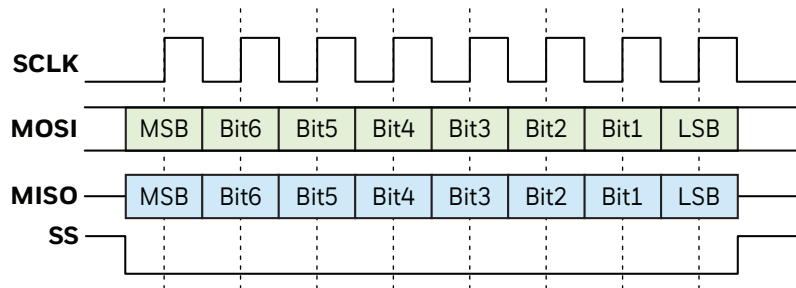 SCLK
MOSI MSB Bit6 Bit5 Bit4 Bit3 Bit2 Bit1 LSB
MISO MSB Bit6 Bit5 Bit4 Bit3 Bit2 Bit1 LSB
SS